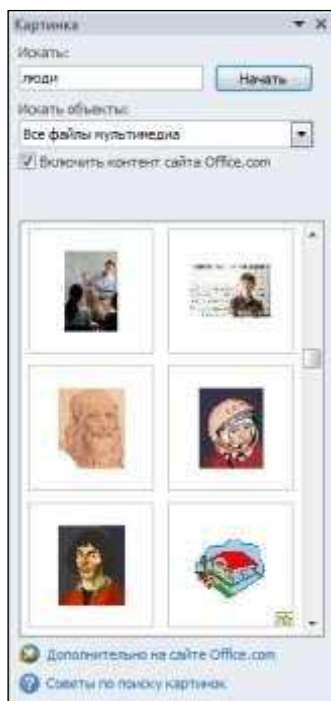 Картинка
Искать:
люди
Начать
Искать объекты:
Все файлы мультимедиа
Включить контент сайта Office.com
Дополнительно на сайте Office.com
Советы по поиску картинок